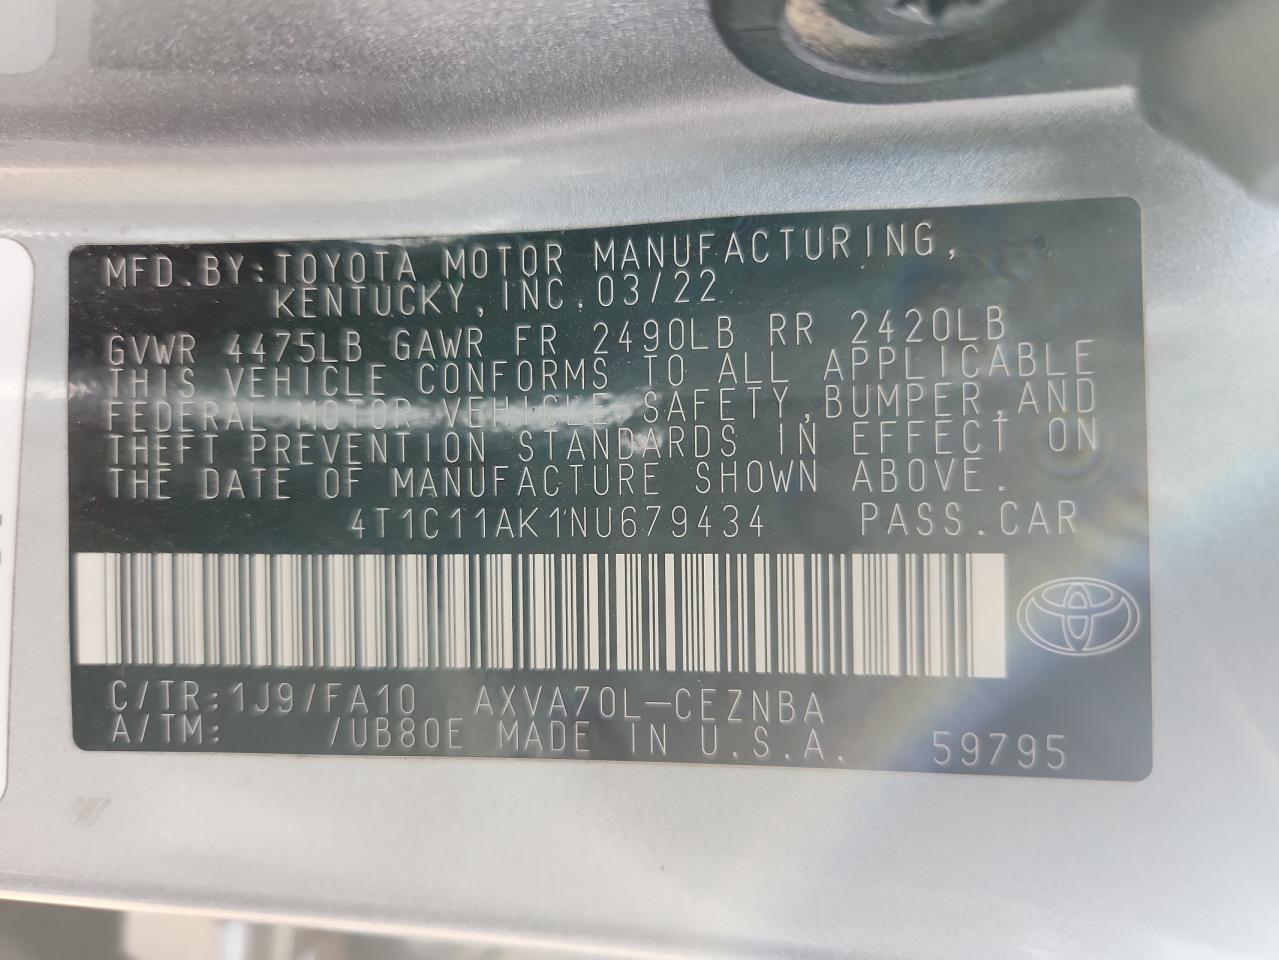 MFD.BY:TOYOTA MOTOR MANUFACTURING,
KENTUCKY,INC.03/22
GVWR 4475LB GAWR FR 2490LB RR 2420LB
THIS VEHICLE CONFORMS TO ALL APPLICABLE
FEDERAL MOTOR VEHICLE SAFETY,BUMPER,AND
THEFT PREVENTION STANDARDS IN EFFECT ON
THE DATE OF MANUFACTURE SHOWN ABOVE.
4T1C11AK1NU679434 PASS.CAR
C/TR:1J9/FA10 AXVA70L-CEZNBA
A/TM: /UB80E MADE IN U.S.A. 59795